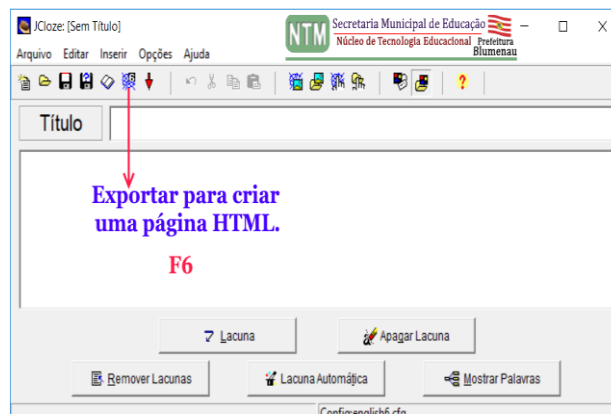 JCloze: [Sem Título]
NTM
Secretaria Municipal de Educação
Núcleo de Tecnologia Educacional
Prefeitura
Blumenau
Arquivo Editar Inserir Opções Ajuda
Título
Exportar para criar
uma página HTML.
F6
Lacuna
Apagar Lacuna
Remover Lacunas
Lacuna Automática
Mostrar Palavras
Config:english6.cfg